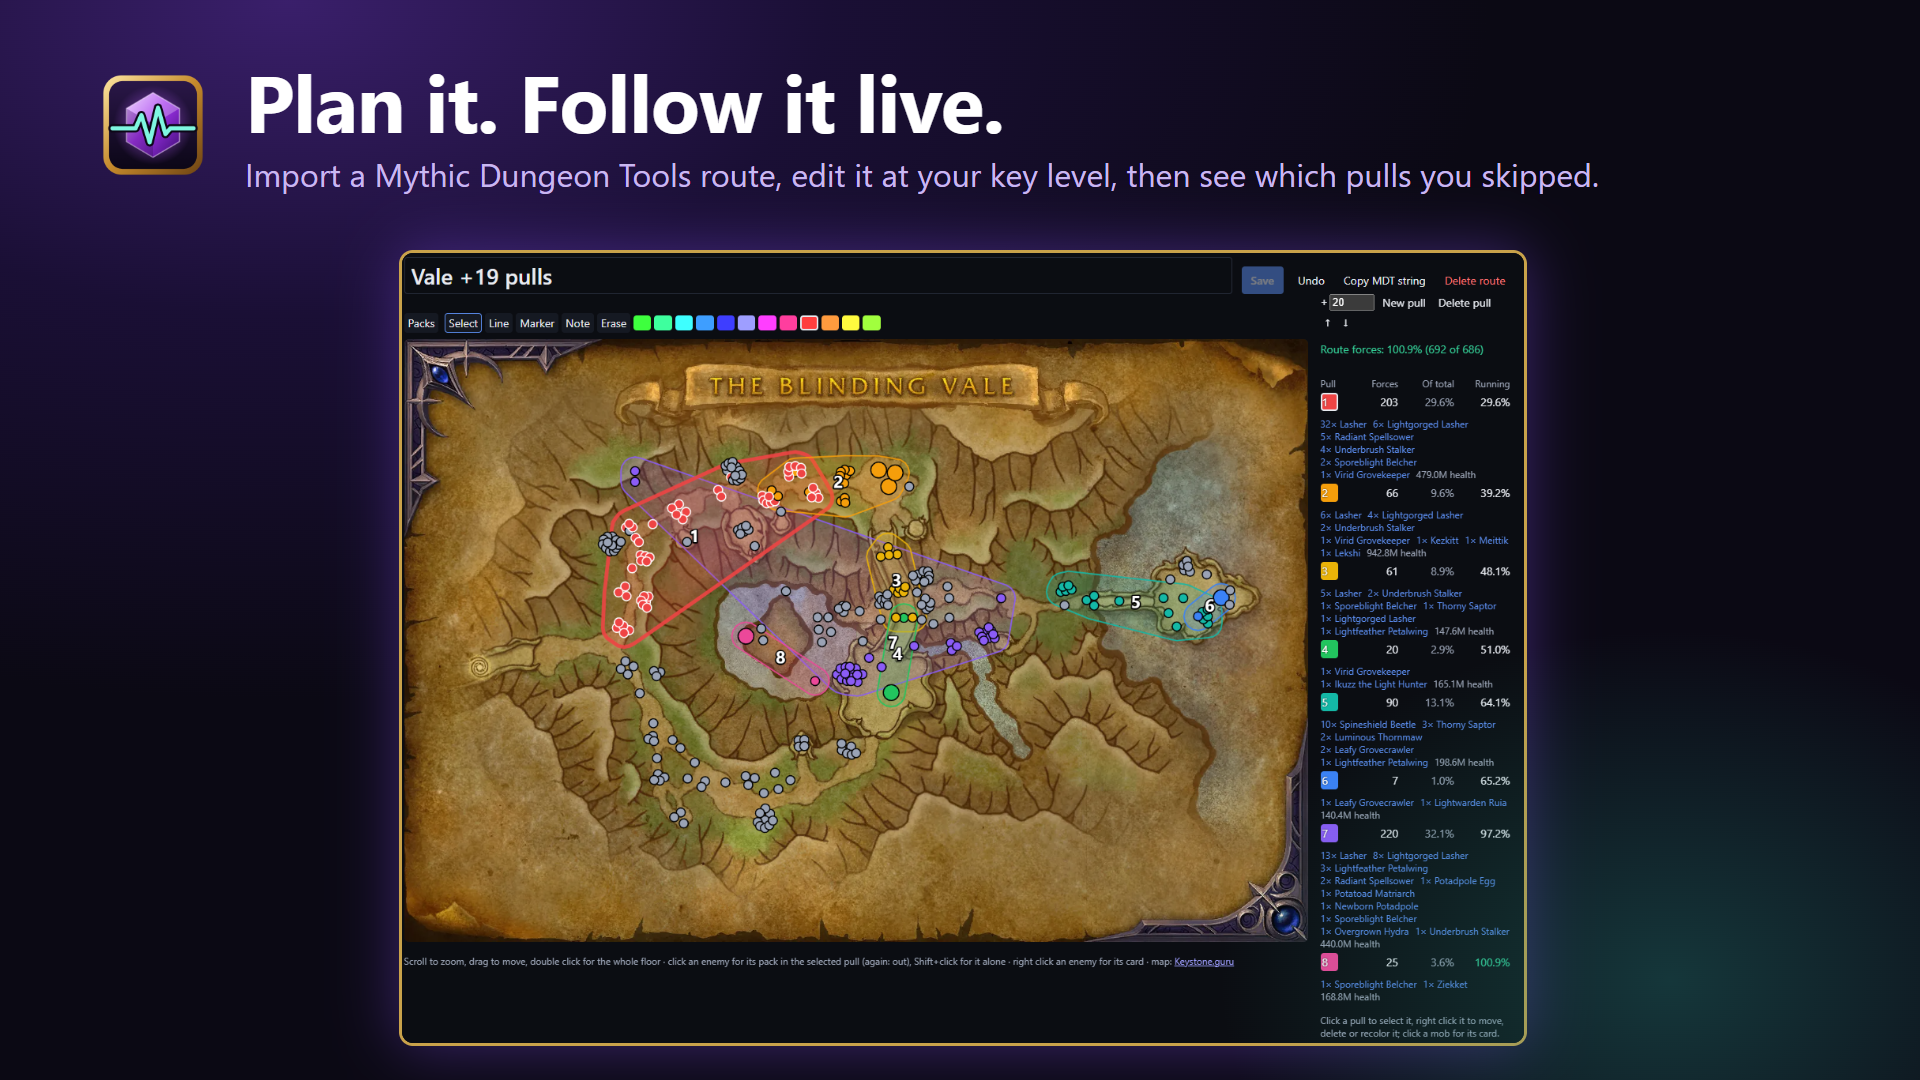 Plan it. Follow it live.
Import a Mythic Dungeon Tools route, edit it at your key level, then see which pulls you skipped.
Vale +19 pulls
Save Undo Copy MDT string Delete route
+ 20 New pull Delete pull
Packs Select Line Marker Note Erase
↑ ↓
Route forces: 100.9% (692 of 686)
THE BLINDING VALE
1
2
3
4
5
6
7
8
Pull Forces Of total Running
1 203 29.6% 29.6%
32× Lasher 6× Lightgorged Lasher
5× Radiant Spellsower
4× Underbrush Stalker
2× Sporeblight Belcher
1× Virid Grovekeeper 479.0M health
2 66 9.6% 39.2%
6× Lasher 4× Lightgorged Lasher
2× Underbrush Stalker
1× Virid Grovekeeper 1× Kezkitt 1× Meittik
1× Lekshi 942.8M health
3 61 8.9% 48.1%
5× Lasher 2× Underbrush Stalker
1× Sporeblight Belcher 1× Thorny Saptor
1× Lightgorged Lasher
1× Lightfeather Petalwing 147.6M health
4 20 2.9% 51.0%
1× Virid Grovekeeper
1× Ikuzz the Light Hunter 165.1M health
5 90 13.1% 64.1%
10× Spineshield Beetle 3× Thorny Saptor
2× Luminous Thornmaw
2× Leafy Grovecrawler
1× Lightfeather Petalwing 198.6M health
6 7 1.0% 65.2%
1× Leafy Grovecrawler 1× Lightwarden Ruia
140.4M health
7 220 32.1% 97.2%
13× Lasher 8× Lightgorged Lasher
3× Lightfeather Petalwing
2× Radiant Spellsower 1× Potadpole Egg
1× Potatoad Matriarch
1× Newborn Potadpole
1× Sporeblight Belcher
1× Overgrown Hydra 1× Underbrush Stalker
440.0M health
8 25 3.6% 100.9%
1× Sporeblight Belcher 1× Ziekket
168.8M health
Click a pull to select it, right click it to move,
delete or recolor it; click a mob for its card.
Scroll to zoom, drag to move, double click for the whole floor · click an enemy for its pack in the selected pull (again: out), Shift+click for it alone · right click an enemy for its card · map: Keystone.guru